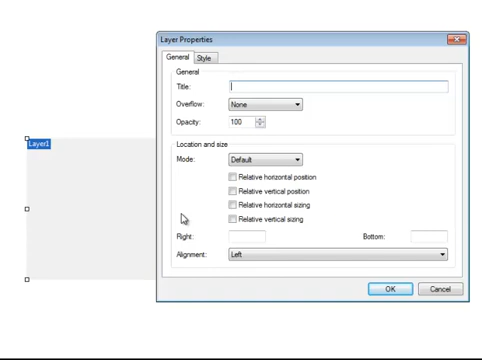 Layer Properties
General Style
General
Title:
Overflow: None
Opacity: 100
Layer1
Location and size
Mode: Default
Relative horizontal position
Relative vertical position
Relative horizontal sizing
Relative vertical sizing
Right: Bottom:
Alignment: Left
OK Cancel